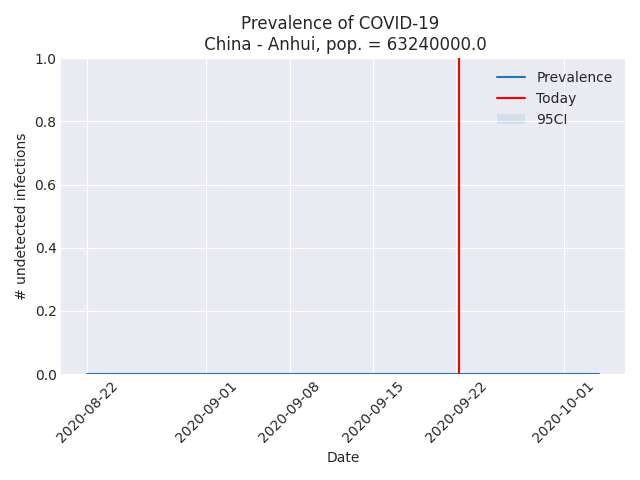 Prevalence of COVID-19
China - Anhui, pop. = 63240000.0
Prevalence
Today
95CI
# undetected infections
1.0
0.8
0.6
0.4
0.2
0.0
2020-08-22
2020-09-01
2020-09-08
2020-09-15
2020-09-22
2020-10-01
Date